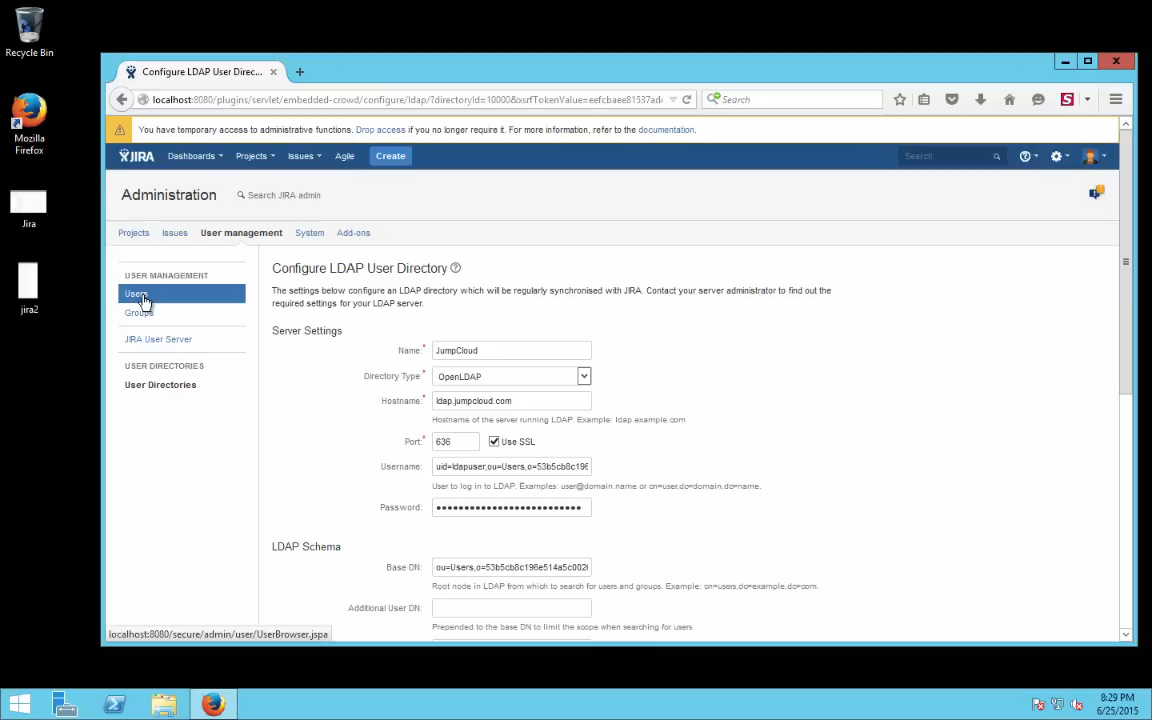 Recycle Bin
Mozilla
Firefox
Jira
jira2
Configure LDAP User Direc...
localhost:8080/plugins/servlet/embedded-crowd/configure/ldap/?directoryId=10000&xsrfTokenValue=eefcbaee81537ad4
Search
You have temporary access to administrative functions. Drop access if you no longer require it. For more information, refer to the documentation.
JIRA Dashboards Projects Issues Agile Create Search
Administration Search JIRA admin
Projects Issues User management System Add-ons
USER MANAGEMENT
Users
Groups
JIRA User Server
USER DIRECTORIES
User Directories
Configure LDAP User Directory
The settings below configure an LDAP directory which will be regularly synchronised with JIRA. Contact your server administrator to find out the
required settings for your LDAP server.
Server Settings
Name:* JumpCloud
Directory Type:* OpenLDAP
Hostname:* ldap.jumpcloud.com
Hostname of the server running LDAP. Example: ldap.example.com
Port:* 636 Use SSL
Username: uid=ldapuser,ou=Users,o=53b5cb8c196
User to log in to LDAP. Examples: user@domain.name or cn=user,dc=domain,dc=name.
Password: ••••••••••••••••••••••••••
LDAP Schema
Base DN:* ou=Users,o=53b5cb8c196e514a5c002
Root node in LDAP from which to search for users and groups. Example: cn=users,dc=example,dc=com.
Additional User DN:
Prepended to the base DN to limit the scope when searching for users.
localhost:8080/secure/admin/user/UserBrowser.jspa
8:29 PM
6/25/2015